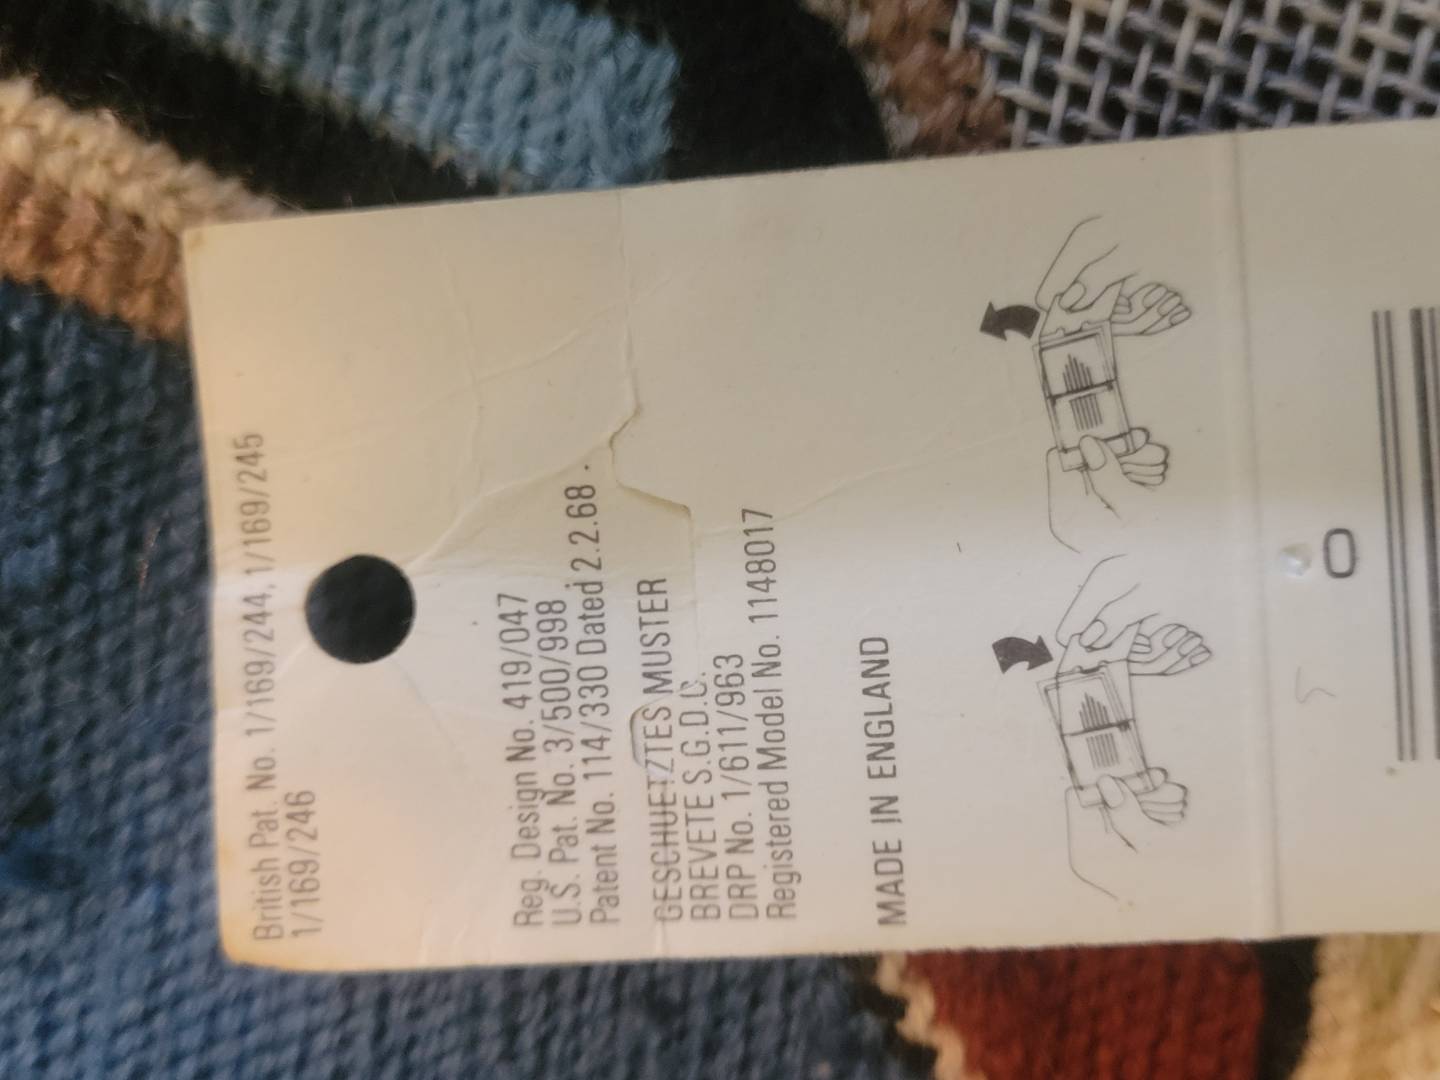 British Pat. No. 1/169/244, 1/169/245
1/169/246
Reg. Design No. 419/047
U.S. Pat. No. 3/500/998
Patent No. 114/330 Dated 2.2.68.
GESCHUETZTES MUSTER
BREVETE S.G.D.G.
DRP No. 1/611/963
Registered Model No. 1148017
MADE IN ENGLAND
0